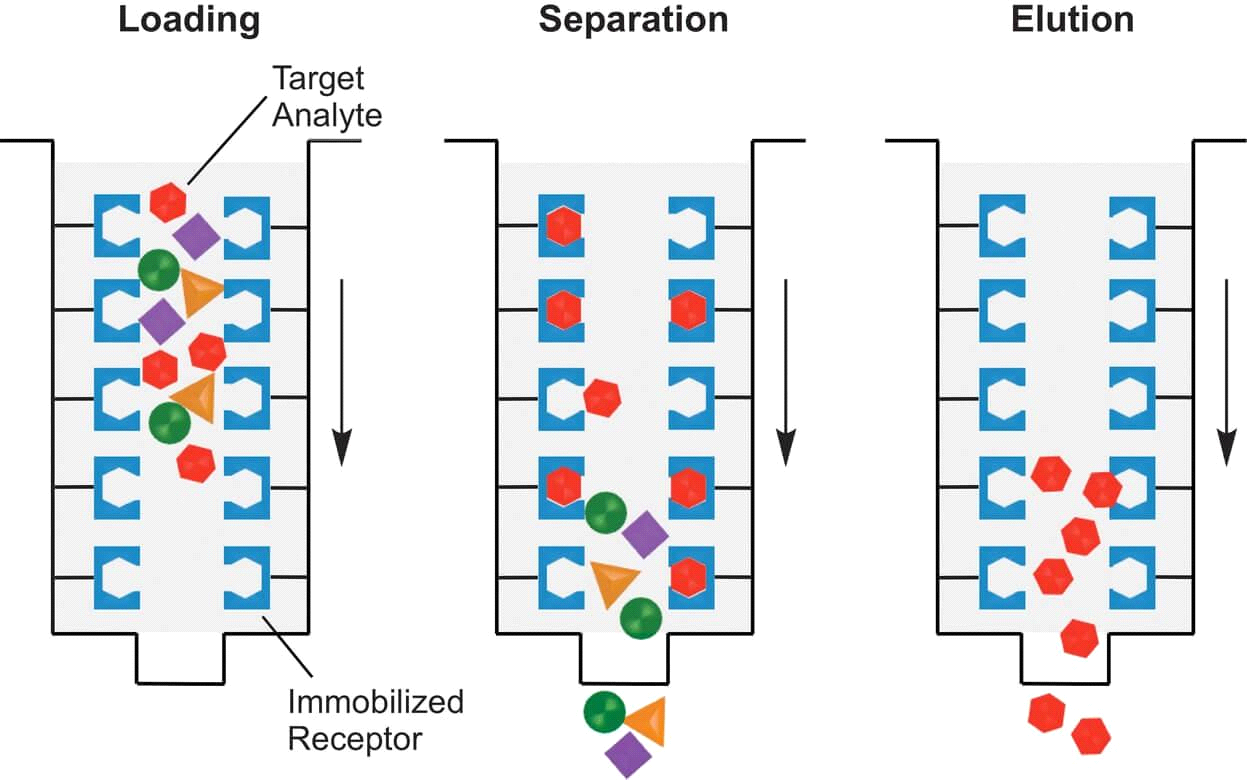 Loading
Separation
Elution
Target
Analyte
Immobilized
Receptor